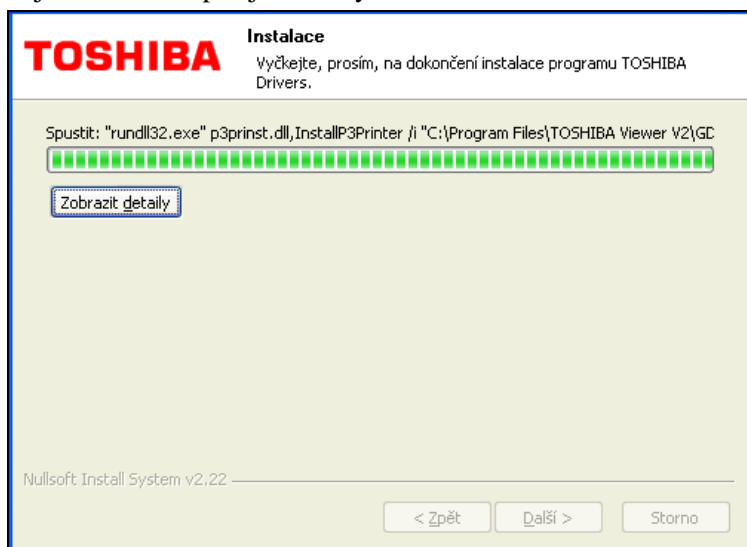 TOSHIBA
Instalace
Vyčkejte, prosím, na dokončení instalace programu TOSHIBA
Drivers.
Spustit: "rundll32.exe" p3prinst.dll,InstallP3Printer /i "C:\Program Files\TOSHIBA Viewer V2\GD
Zobrazit detaily
Nullsoft Install System v2.22
< Zpět
Další >
Storno